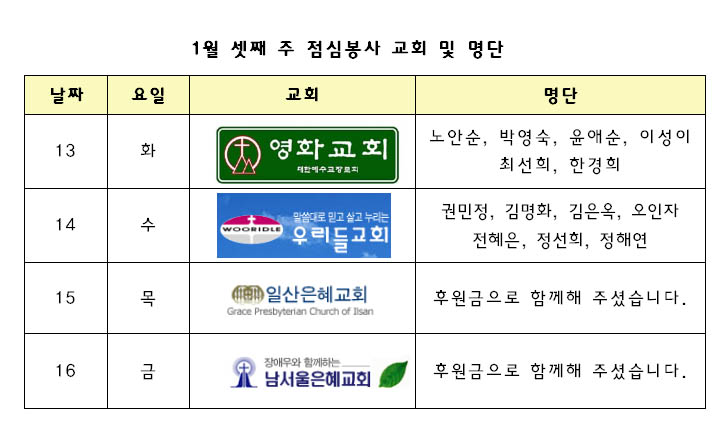 1월 셋째 주 점심봉사 교회 및 명단
날짜 요일 교회 명단
13 화 영화교회 노안순, 박영숙, 윤애순, 이성이
대한예수교장로회 최선희, 한경희
14 수 말씀대로 믿고 살고 누리는 권민정, 김명화, 김은옥, 오인자
WOORIDLE 우리들교회 전혜은, 정선희, 정해연
15 목 일산은혜교회 후원금으로 함께해 주셨습니다.
Grace Presbyterian Church of Ilsan
16 금 장애우와 함께하는 후원금으로 함께해 주셨습니다.
남서울은혜교회